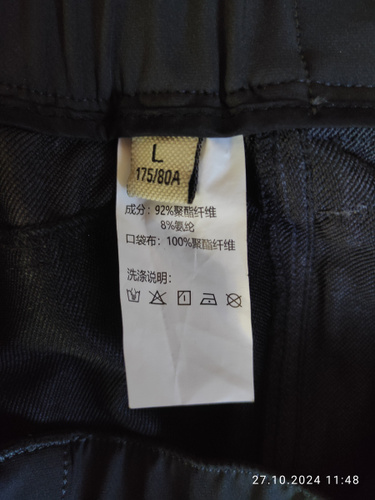 L
175/80A
成分：92%聚酯纤维
8%氨纶
口袋布：100%聚酯纤维
洗涤说明：
27.10.2024 11:48